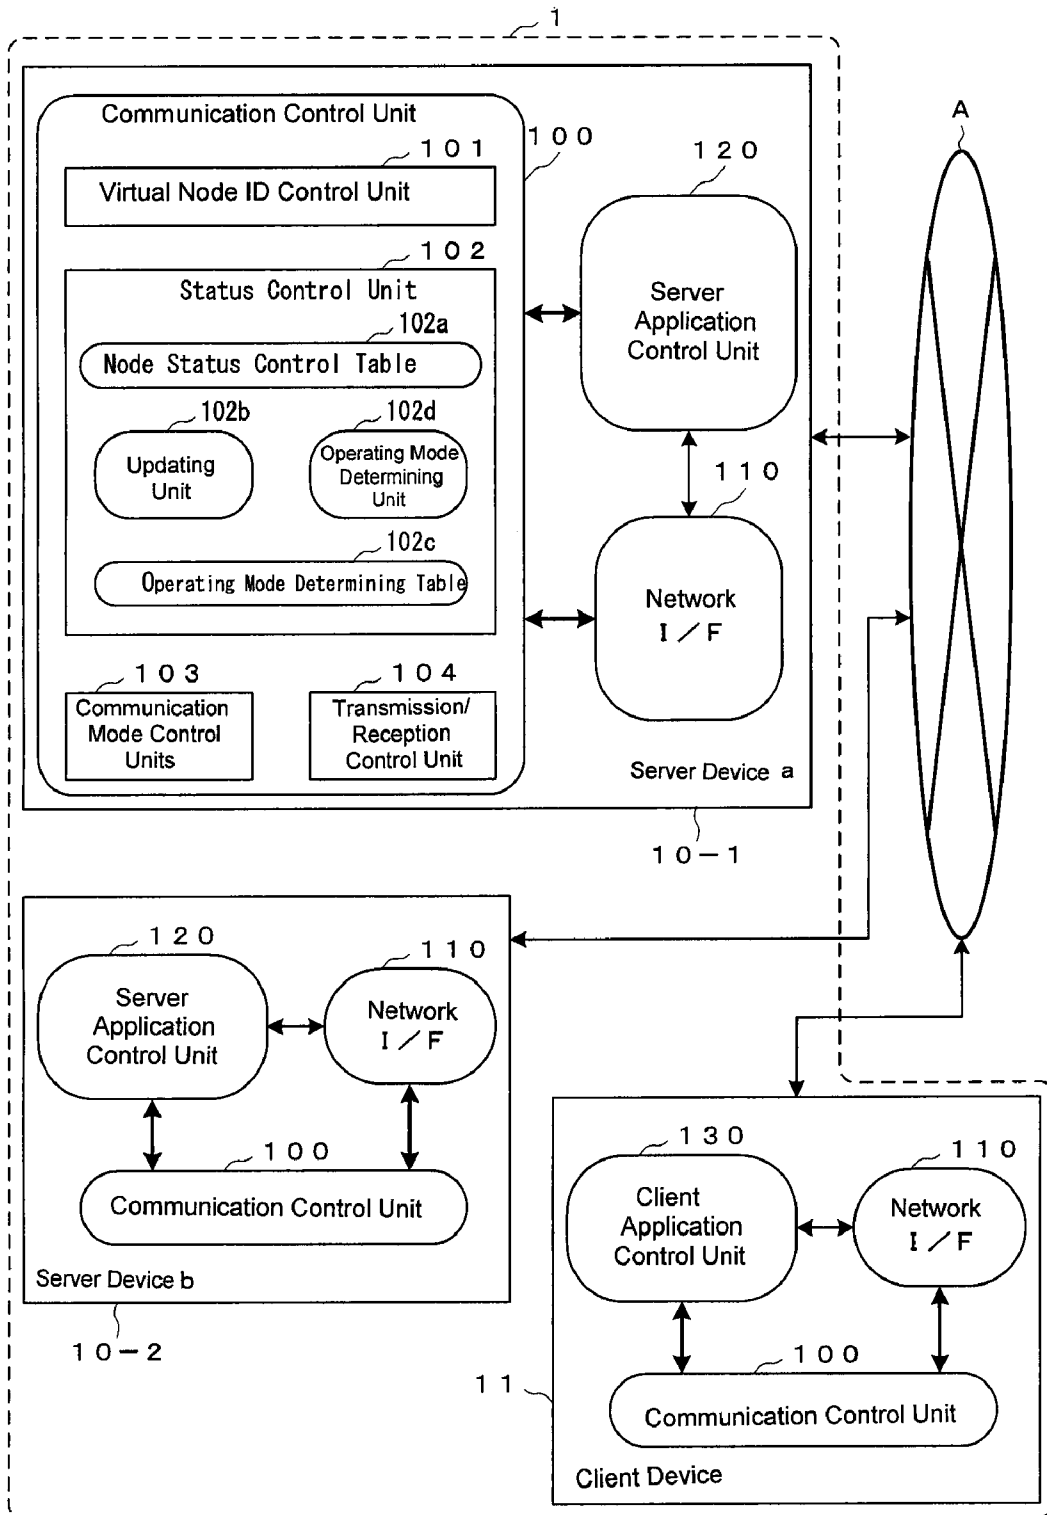 1
Communication Control Unit
100
101
Virtual Node ID Control Unit
102
Status Control Unit
102a
Node Status Control Table
102b
Updating
Unit
102d
Operating Mode
Determining
Unit
102c
Operating Mode Determining Table
103
Communication
Mode Control
Units
104
Transmission/
Reception
Control Unit
120
Server
Application
Control Unit
110
Network
I/F
Server Device a
10-1
A
120
Server
Application
Control Unit
110
Network
I/F
100
Communication Control Unit
Server Device b
10-2
130
Client
Application
Control Unit
110
Network
I/F
100
Communication Control Unit
11
Client Device